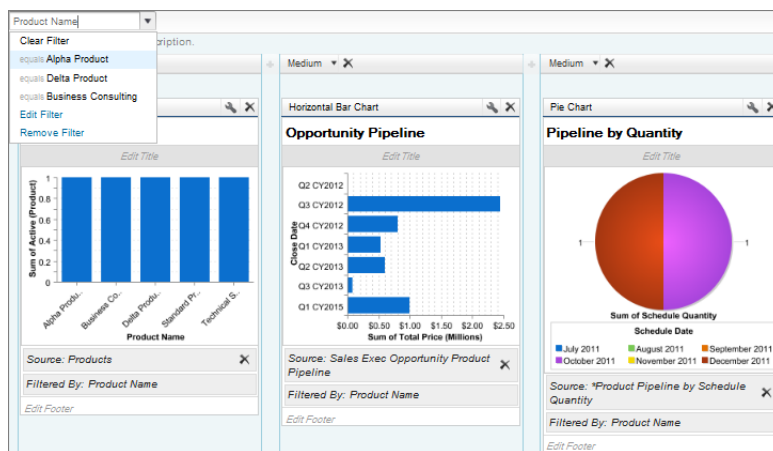 Product Name
Clear Filter
cription.
equals Alpha Product
equals Delta Product
equals Business Consulting
Edit Filter
Remove Filter
Edit Title
Sum of Active (Product)
1
0.8
0.6
0.4
0.2
0
Alpha Produ..
Business Co..
Delta Produ..
Standard Pr..
Technical S..
Product Name
Source: Products
Filtered By: Product Name
Edit Footer
Medium
Horizontal Bar Chart
Opportunity Pipeline
Edit Title
Close Date
Q2 CY2012
Q3 CY2012
Q4 CY2012
Q1 CY2013
Q2 CY2013
Q3 CY2013
Q1 CY2015
$0.00 $0.50 $1.00 $1.50 $2.00 $2.50
Sum of Total Price (Millions)
Source: Sales Exec Opportunity Product
Pipeline
Filtered By: Product Name
Edit Footer
Medium
Pie Chart
Pipeline by Quantity
Edit Title
1 1
Sum of Schedule Quantity
Schedule Date
July 2011 August 2011 September 2011
October 2011 November 2011 December 2011
Source: *Product Pipeline by Schedule
Quantity
Filtered By: Product Name
Edit Footer